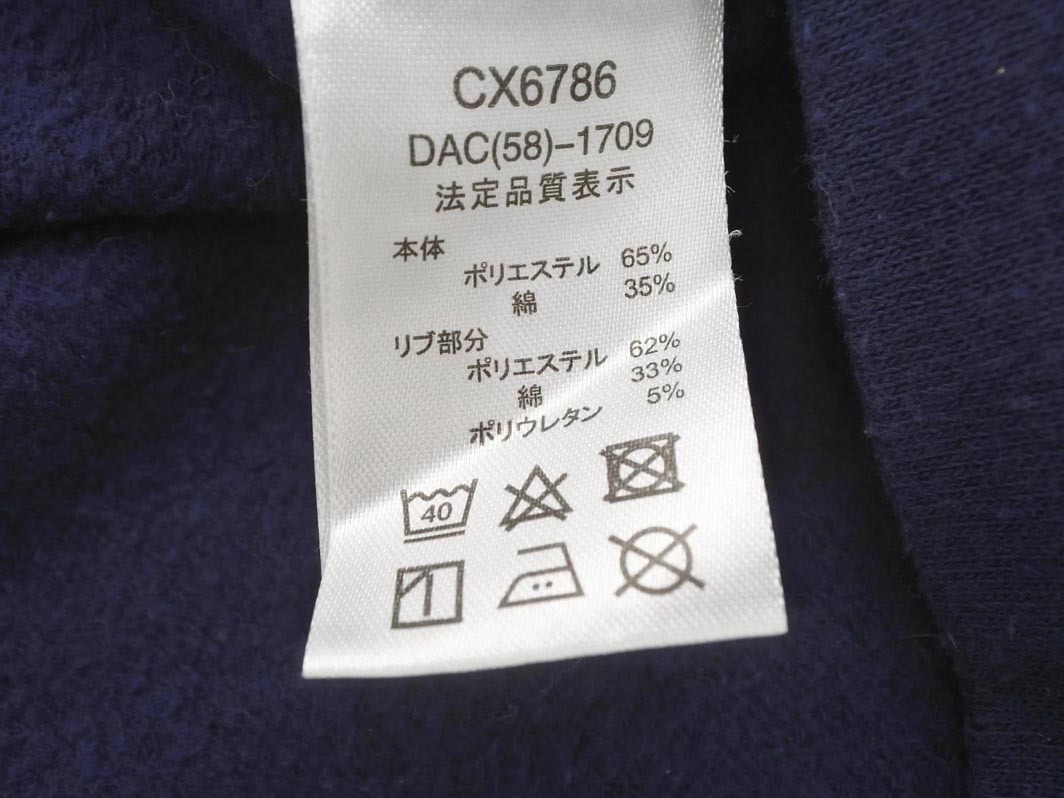 CX6786
DAC(58)-1709
法定品質表示
本体
ポリエステル 65%
綿 35%
リブ部分
ポリエステル 62%
綿 33%
ポリウレタン 5%
40